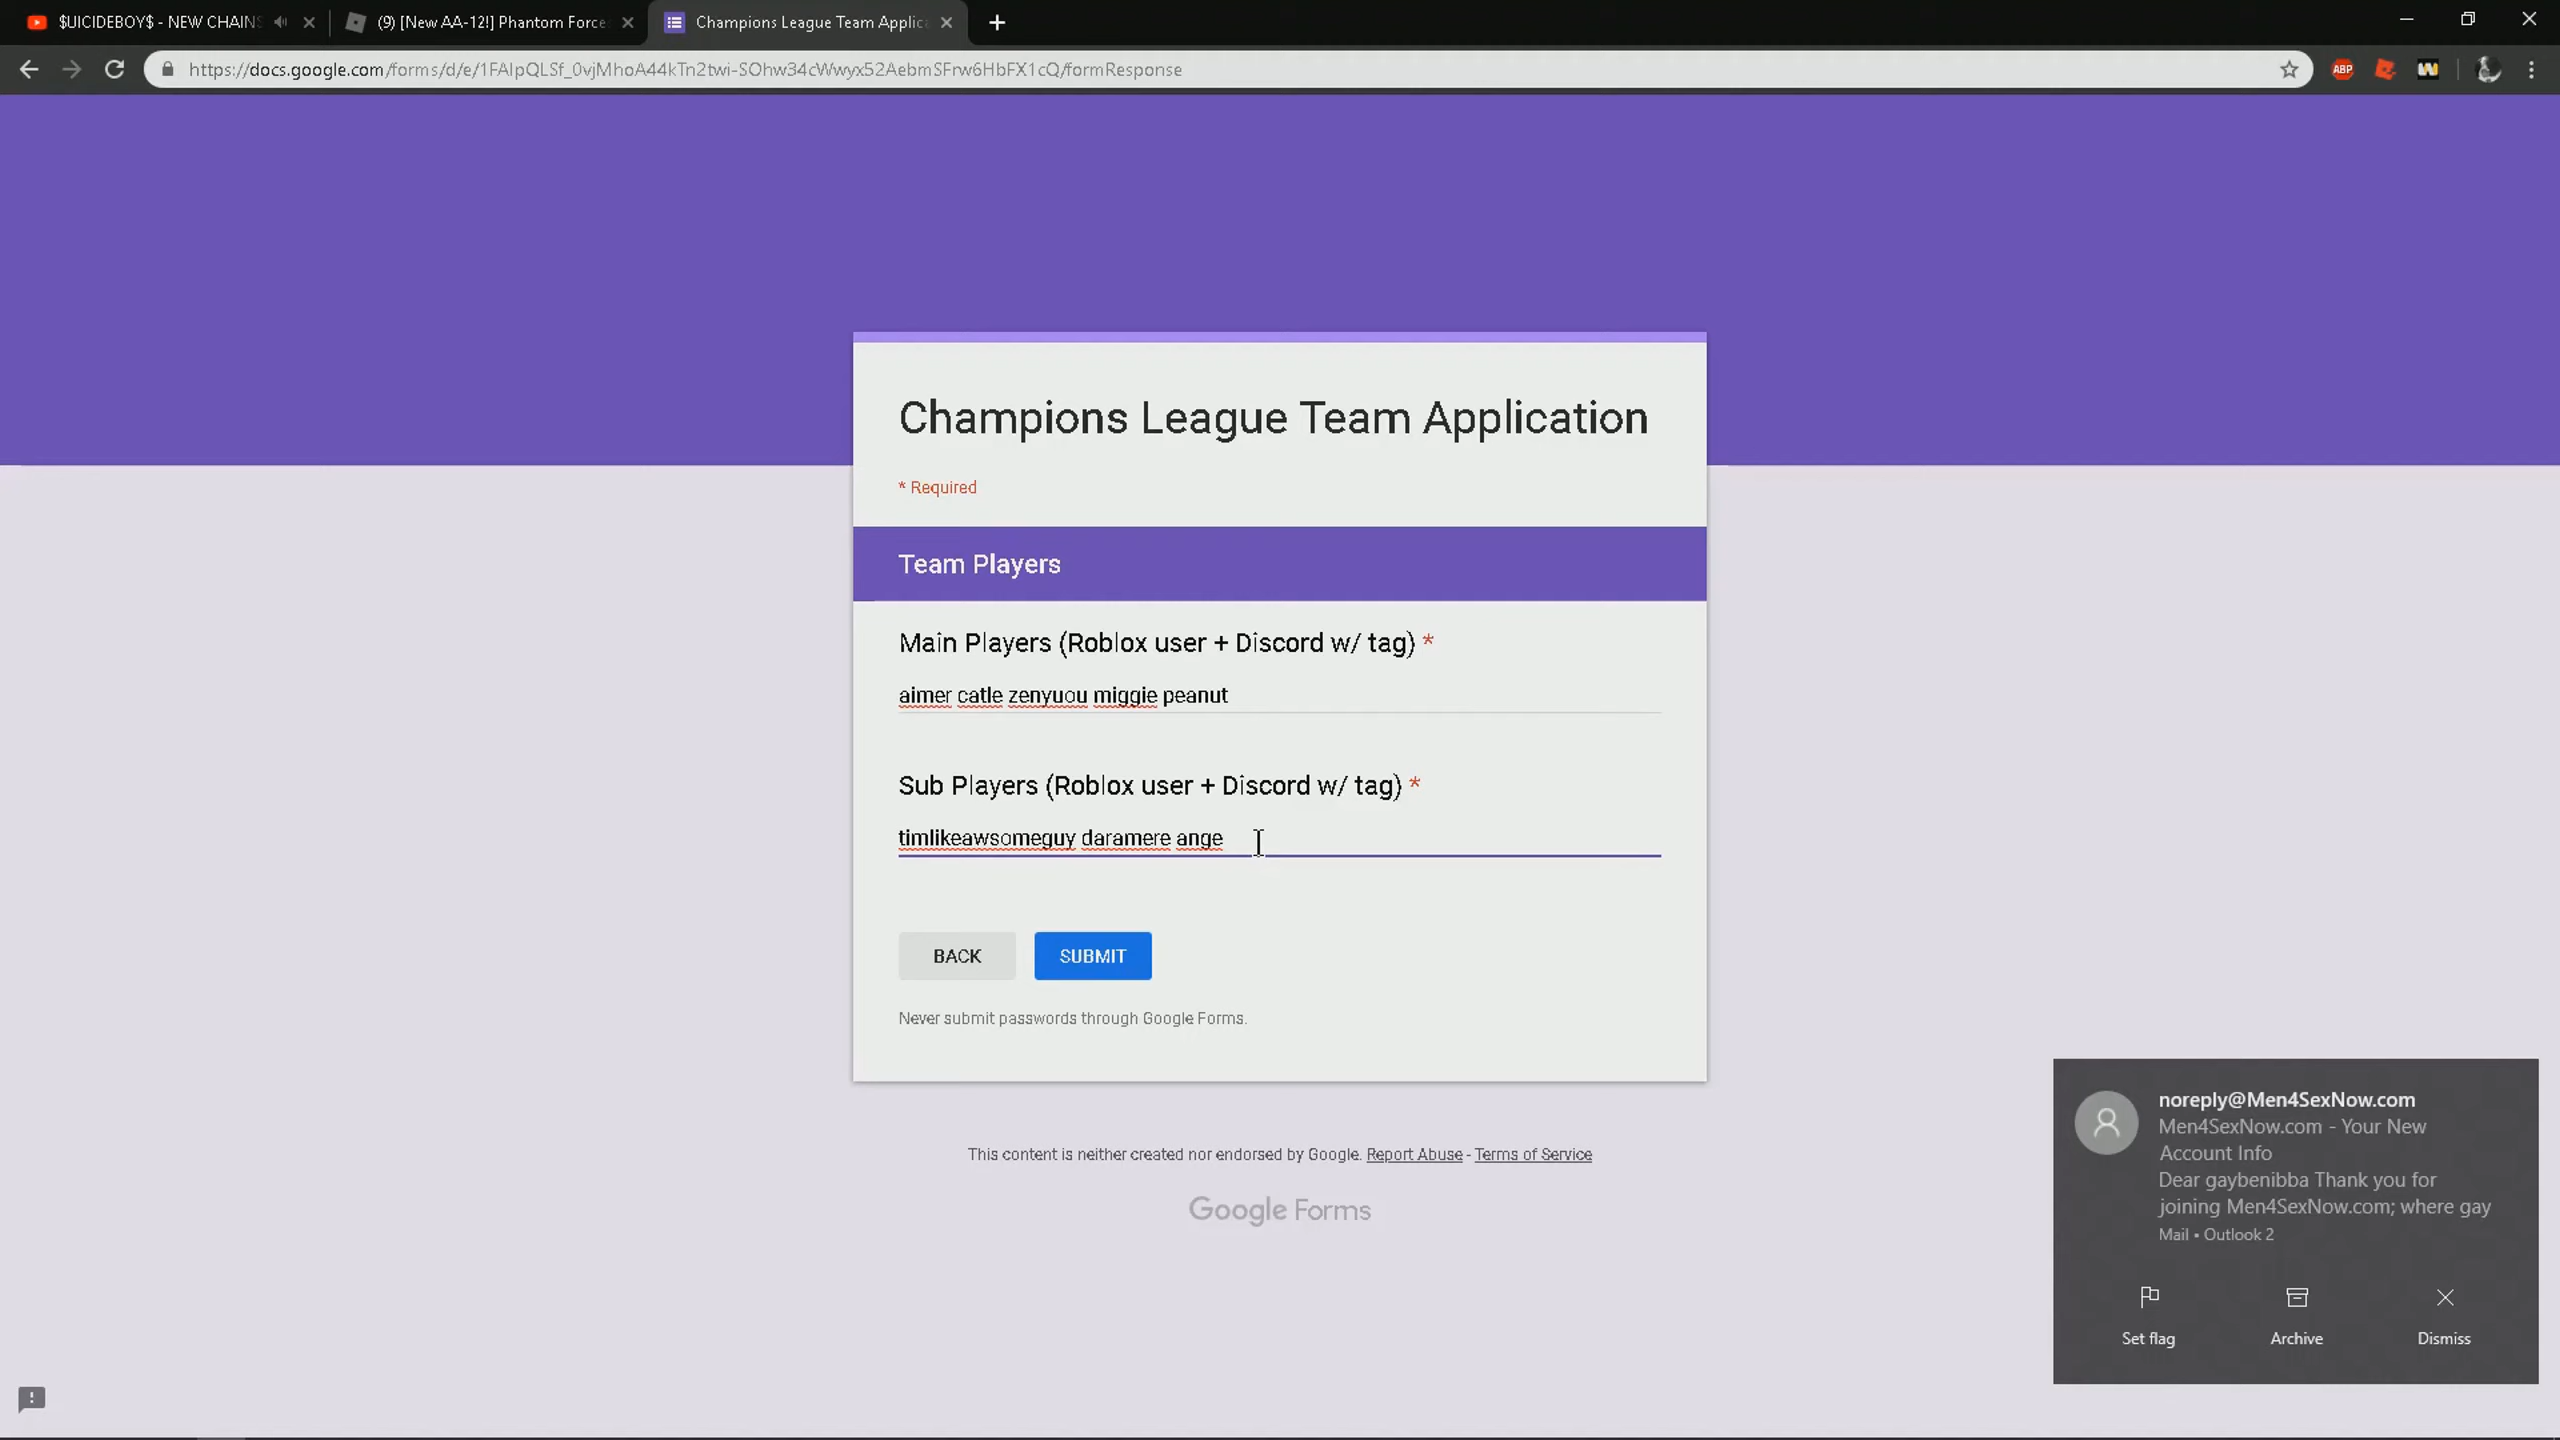 $UICIDEBOY$ - NEW CHAINS
(9) [New AA-12!] Phantom Force
Champions League Team Applic
https://docs.google.com/forms/d/e/1FAIpQLSf_0vjMhoA44kTn2twi-SOhw34cWwyx52AebmSFrw6HbFX1cQ/formResponse
ABP
Champions League Team Application
* Required
Team Players
Main Players (Roblox user + Discord w/ tag) *
aimer catle zenyuou miggie peanut
Sub Players (Roblox user + Discord w/ tag) *
timlikeawsomeguy daramere ange
BACK
SUBMIT
Never submit passwords through Google Forms.
This content is neither created nor endorsed by Google. Report Abuse - Terms of Service
Google Forms
noreply@Men4SexNow.com
Men4SexNow.com - Your New
Account Info
Dear gaybenibba Thank you for
joining Men4SexNow.com; where gay
Mail • Outlook 2
Set flag
Archive
Dismiss